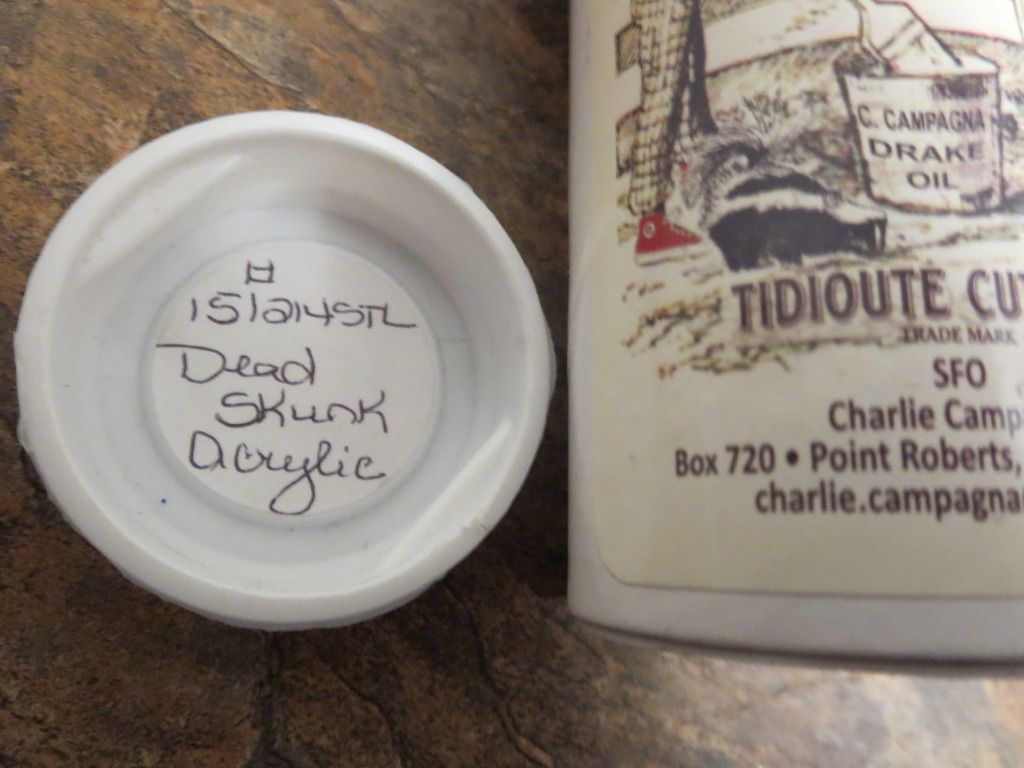 151214STL
Dead
Skunk
Acrylic
C. CAMPAGNA
DRAKE
OIL
TIDIOUTE CU
TRADE MARK
SFO
Charlie Camp
Box 720 • Point Roberts,
charlie.campagna